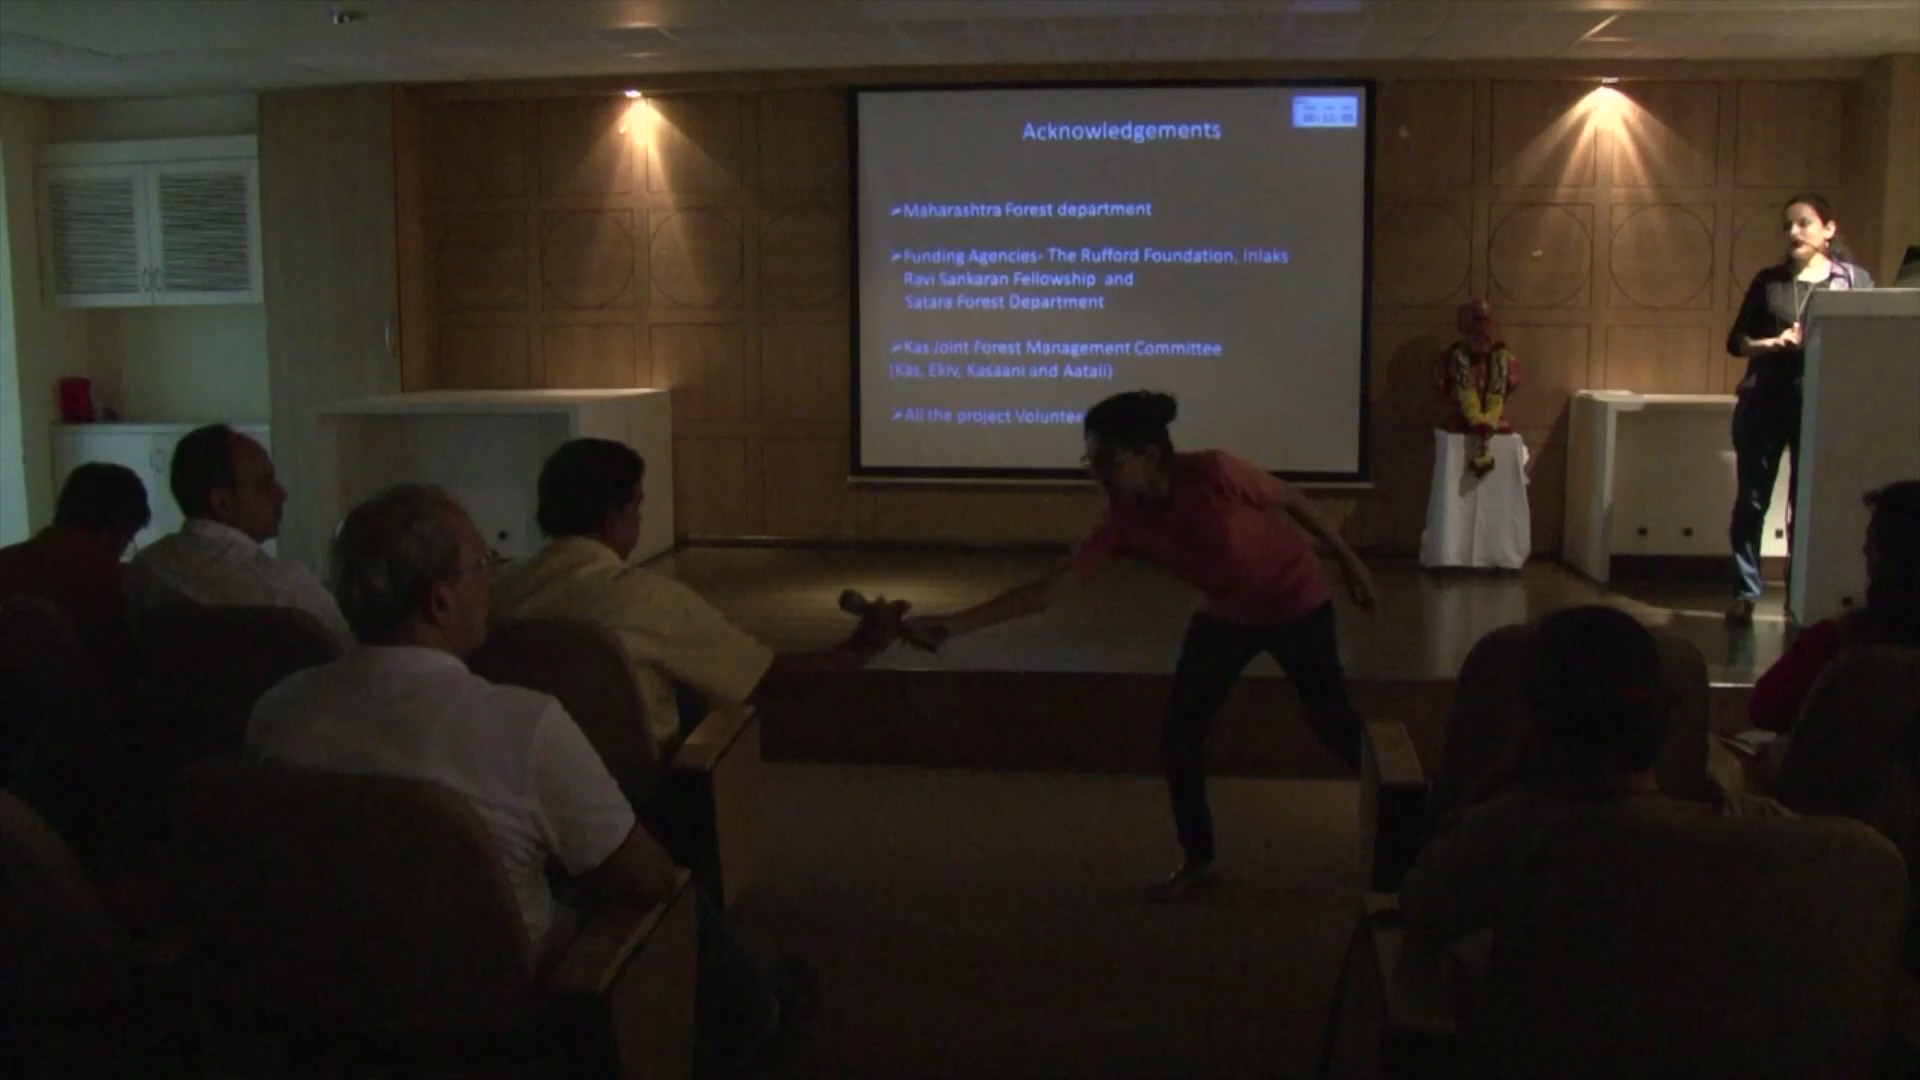 Acknowledgements
➢Maharashtra Forest department
➢Funding Agencies- The Rufford Foundation, Inlaks
Ravi Sankaran Fellowship and
Satara Forest Department
➢Kas Joint Forest Management Committee
(Kas, Ekiv, Kasaani and Aatali)
➢All the project Voluntee